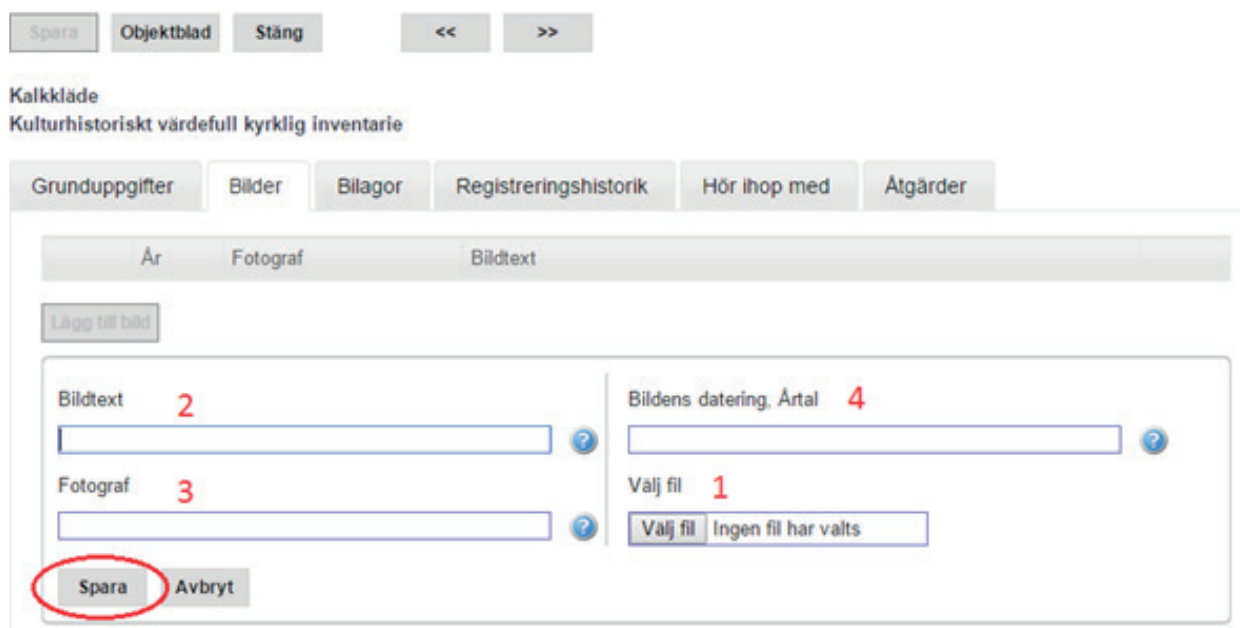 Spara Objektblad Stäng << >>
Kalkkläde
Kulturhistoriskt värdefull kyrklig inventarie
Grunduppgifter Bilder Bilagor Registreringshistorik Hör ihop med Åtgärder
År Fotograf Bildtext
Lägg till bild
Bildtext 2
Bildens datering, Årtal 4
? ?
Fotograf 3
Välj fil 1
? Välj fil Ingen fil har valts
Spara Avbryt